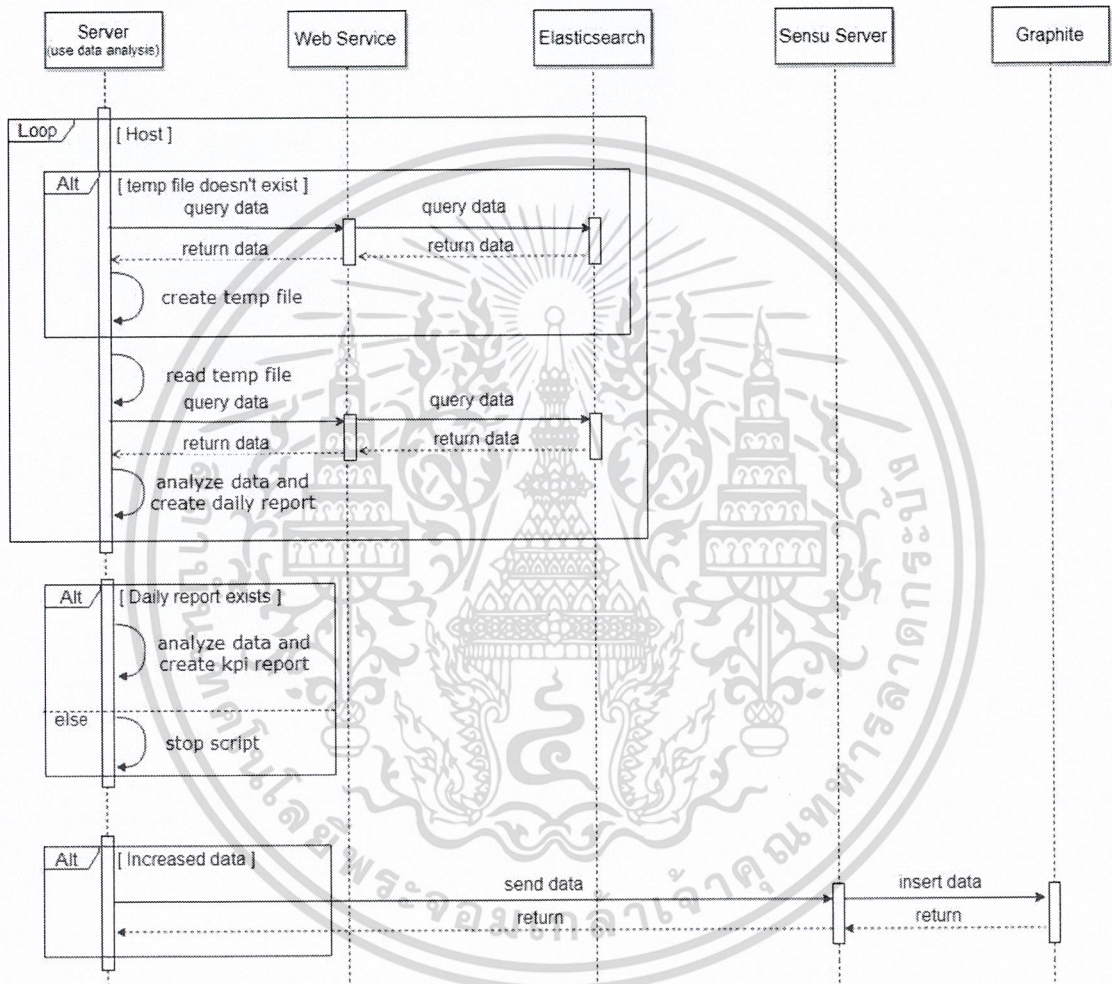 Server
(use data analysis)
Web Service
Elasticsearch
Sensu Server
Graphite
Loop
[ Host ]
Alt
[ temp file doesn't exist ]
query data
query data
return data
return data
create temp file
read temp file
query data
query data
return data
return data
analyze data and
create daily report
Alt
[ Daily report exists ]
analyze data and
create kpi report
else
stop script
Alt
[ Increased data ]
send data
insert data
return
return